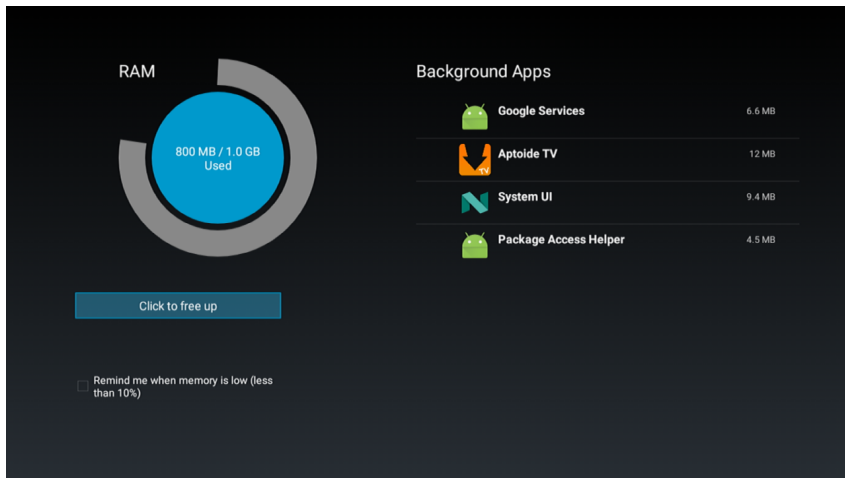 RAM
800 MB / 1.0 GB
Used
Click to free up
Remind me when memory is low (less
than 10%)
Background Apps
Google Services 6.6 MB
TV
Aptoide TV 12 MB
System UI 9.4 MB
Package Access Helper 4.5 MB